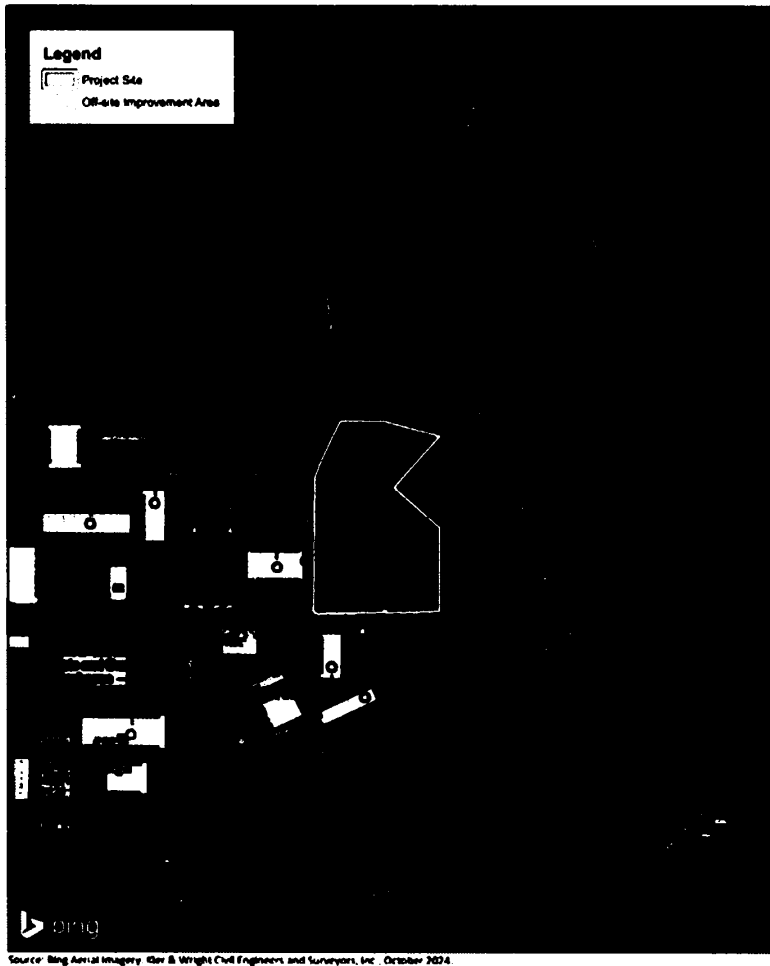 Legend
Project Site
Off-site Improvement Area
bing
Source: Bing Aerial Imagery. Kier & Wright Civil Engineers and Surveyors, Inc., October 2024.